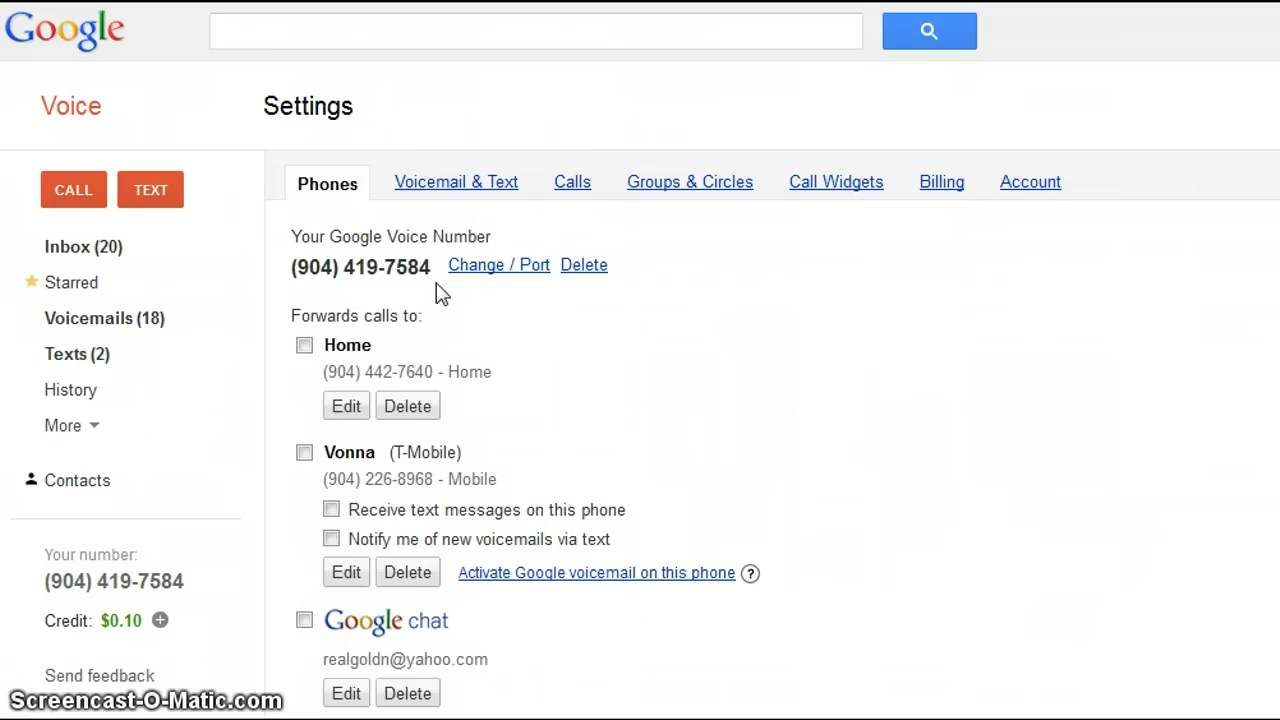 Google
Voice
Settings
CALL TEXT
Phones Voicemail & Text Calls Groups & Circles Call Widgets Billing Account
Inbox (20)
Starred
Voicemails (18)
Texts (2)
History
More
Contacts
Your number:
(904) 419-7584
Credit: $0.10
Send feedback
Your Google Voice Number
(904) 419-7584 Change / Port Delete
Forwards calls to:
Home
(904) 442-7640 - Home
Edit Delete
Vonna (T-Mobile)
(904) 226-8968 - Mobile
Receive text messages on this phone
Notify me of new voicemails via text
Edit Delete Activate Google voicemail on this phone ?
Google chat
realgoldn@yahoo.com
Edit Delete
Screencast-O-Matic.com